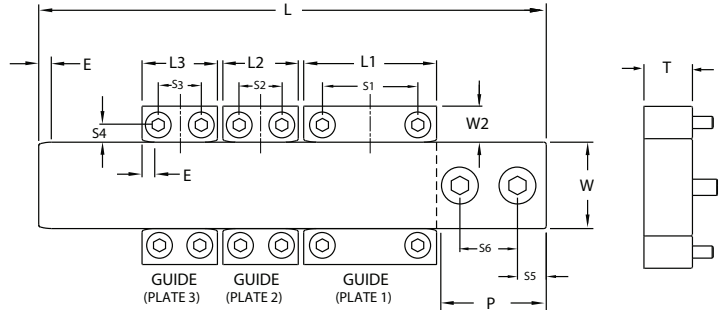 L
E
L3
L2
L1
T
S3
S2
S1
S4
W2
E
W
S6
S5
P
GUIDE
(PLATE 3)
GUIDE
(PLATE 2)
GUIDE
(PLATE 1)